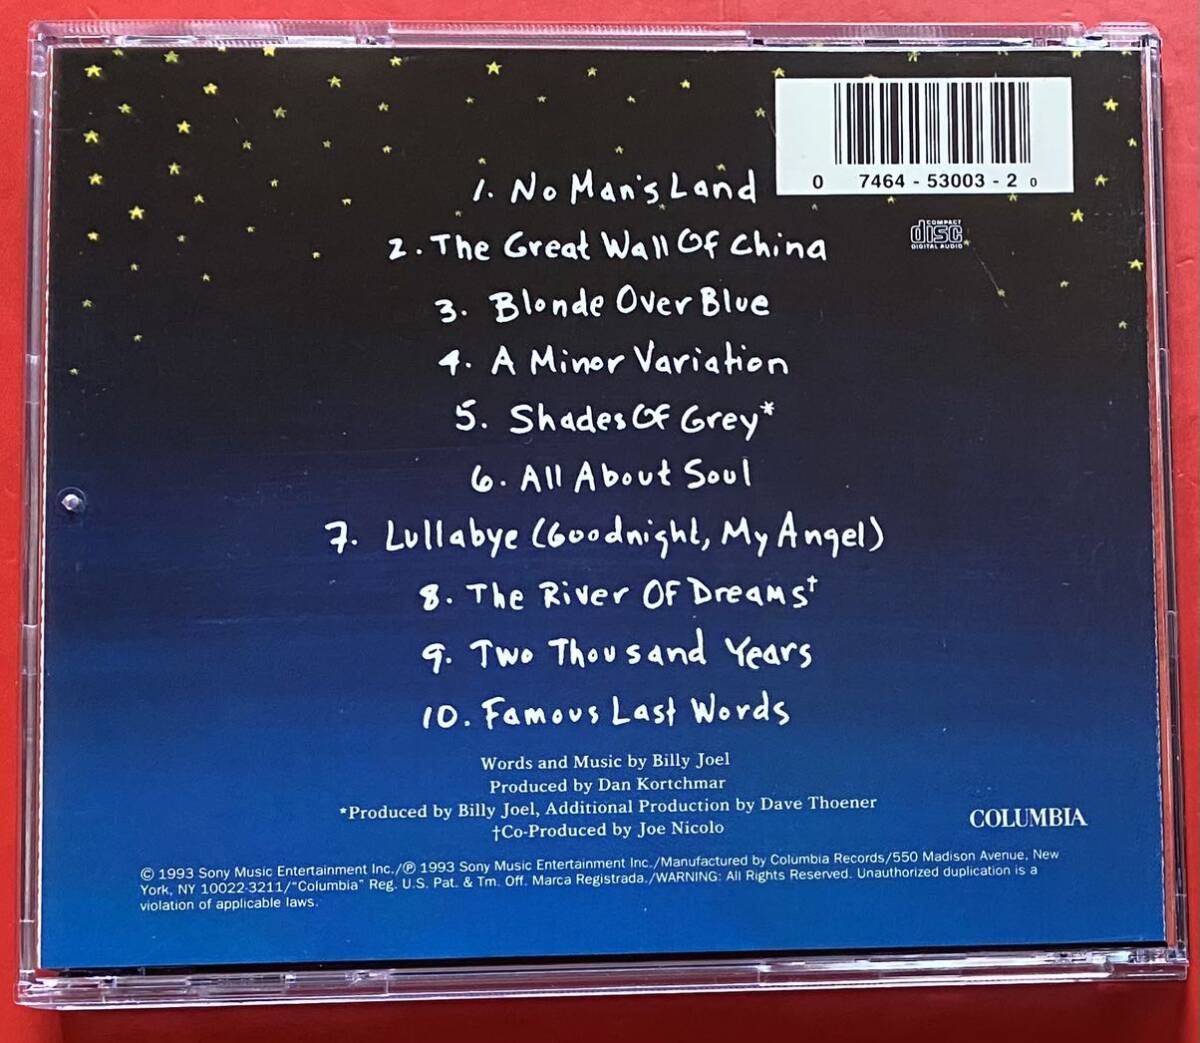 0 7464 - 53003 - 2 0
COMPACT
disc
DIGITAL AUDIO
1. No Man's Land
2. The Great Wall Of China
3. Blonde Over Blue
4. A Minor Variation
5. Shades Of Grey*
6. All About Soul
7. Lullabye (Goodnight, My Angel)
8. The River Of Dreams†
9. Two Thousand Years
10. Famous Last Words
Words and Music by Billy Joel
Produced by Dan Kortchmar
*Produced by Billy Joel, Additional Production by Dave Thoener
†Co-Produced by Joe Nicolo
COLUMBIA
© 1993 Sony Music Entertainment Inc./℗ 1993 Sony Music Entertainment Inc./Manufactured by Columbia Records/550 Madison Avenue, New
York, NY 10022-3211/"Columbia" Reg. U.S. Pat. & Tm. Off. Marca Registrada./WARNING: All Rights Reserved. Unauthorized duplication is a
violation of applicable laws.